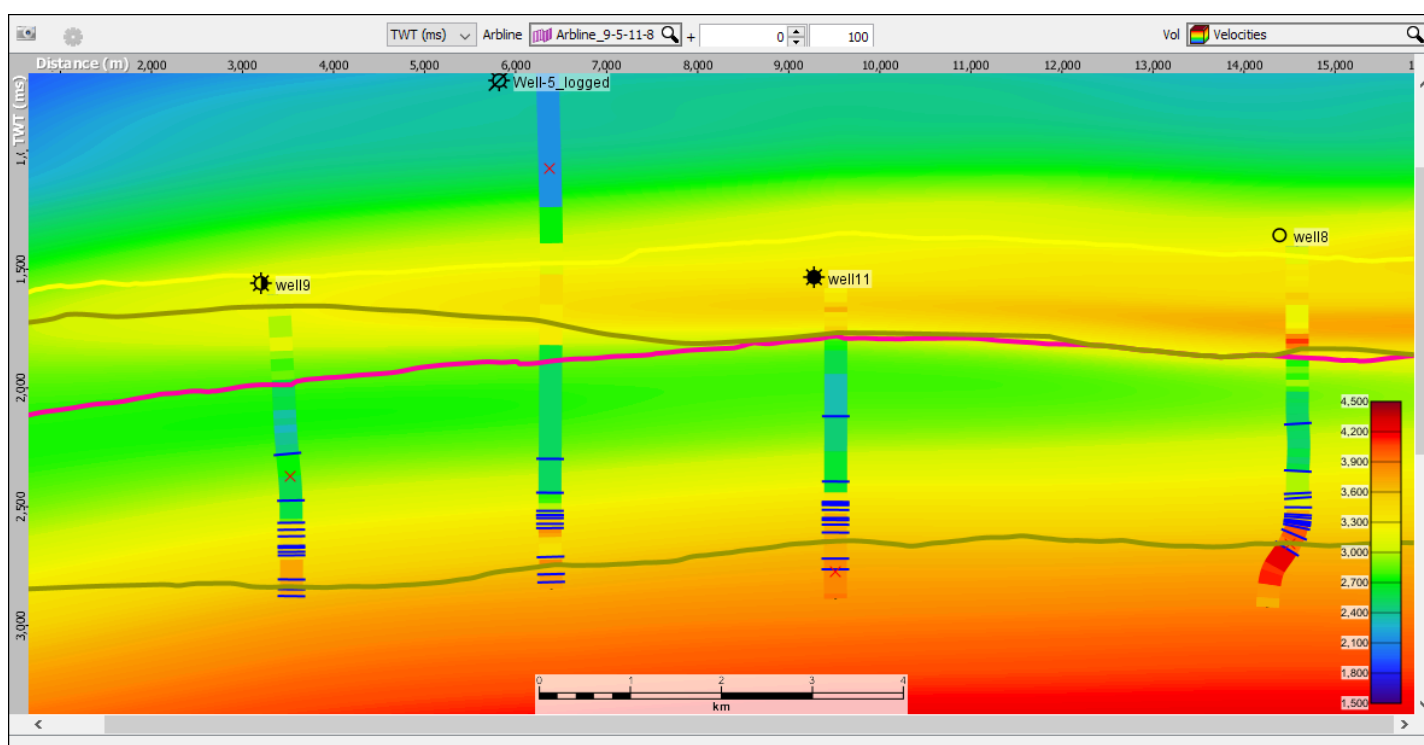 TWT (ms) Arbline Arbline_9-5-11-8 + 0 100 Vol Velocities
Distance (m) 2,000 3,000 4,000 5,000 6,000 7,000 8,000 9,000 10,000 11,000 12,000 13,000 14,000 15,000 1
TWT (ms)
Well-5_logged
well8
1,500
well9
well11
2,000
2,500
3,000
4,500
4,200
3,900
3,600
3,300
3,000
2,700
2,400
2,100
1,800
1,500
0 1 2 3 4
km